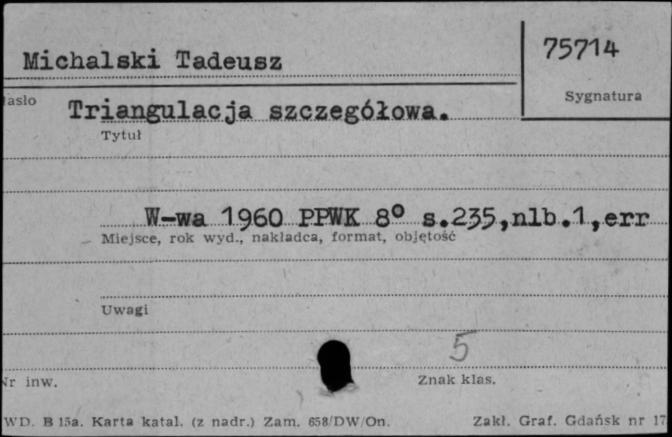 Michalski Tadeusz
75714
asło
Sygnatura
Triangulacja szczegółowa.
Tytuł
W-wa 1960 PPWK 8° s.235,nlb.1,err
Miejsce, rok wyd., nakładca, format, objętość
Uwagi
5
Nr inw.
Znak klas.
WD. B 15a. Karta katal. (z nadr.) Zam. 658/DW/On.
Zakł. Graf. Gdańsk nr 17